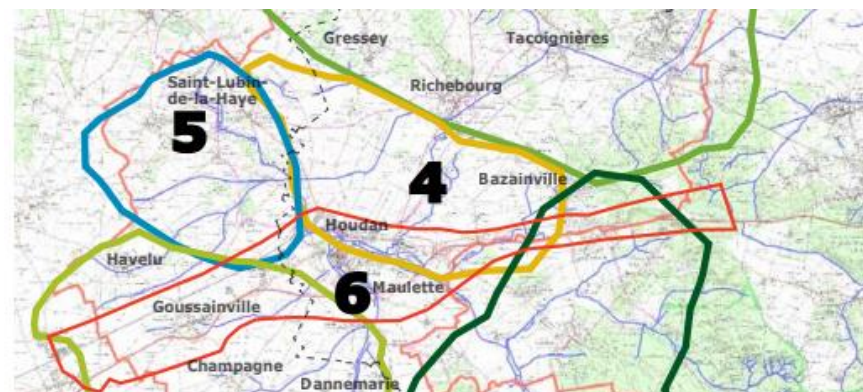 Gressey
Tacoignières
Saint-Lubin-
de-la-Haye
Richebourg
5
4
Bazainville
Houdan
Havelu
6
Maulette
Goussainville
Champagne
Dannemarie